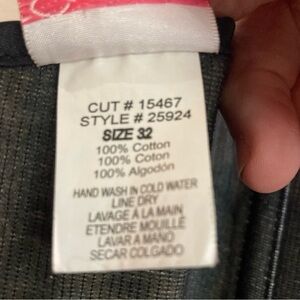 CUT # 15467
STYLE # 25924
SIZE 32
100% Cotton
100% Coton
100% Algodón
HAND WASH IN COLD WATER
LINE DRY
LAVAGE À LA MAIN
ETENDRE MOUILLÉ
LAVAR A MANO
SECAR COLGADO